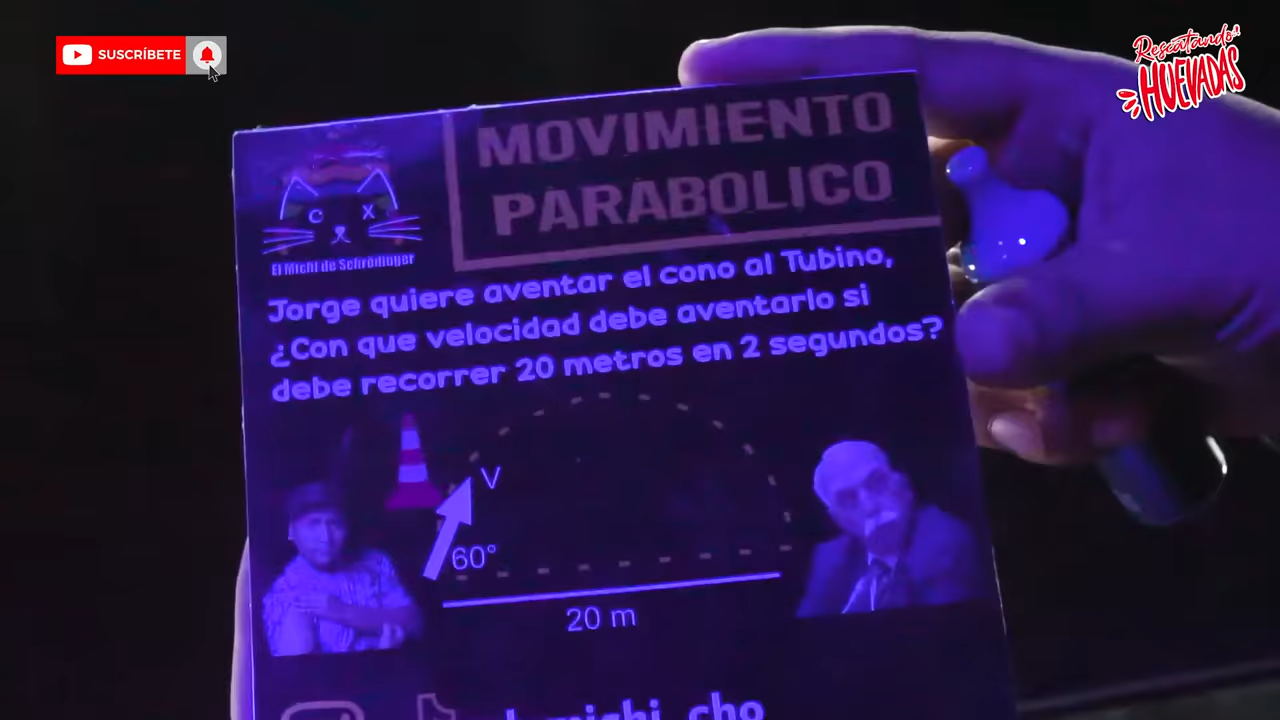 SUSCRÍBETE
Rescatando!
HUEVADAS
MOVIMIENTO
PARABOLICO
El Michi de Schrödinger
Jorge quiere aventar el cono al Tubino,
¿Con que velocidad debe aventarlo si
debe recorrer 20 metros en 2 segundos?
V
60°
20 m
michi_cho